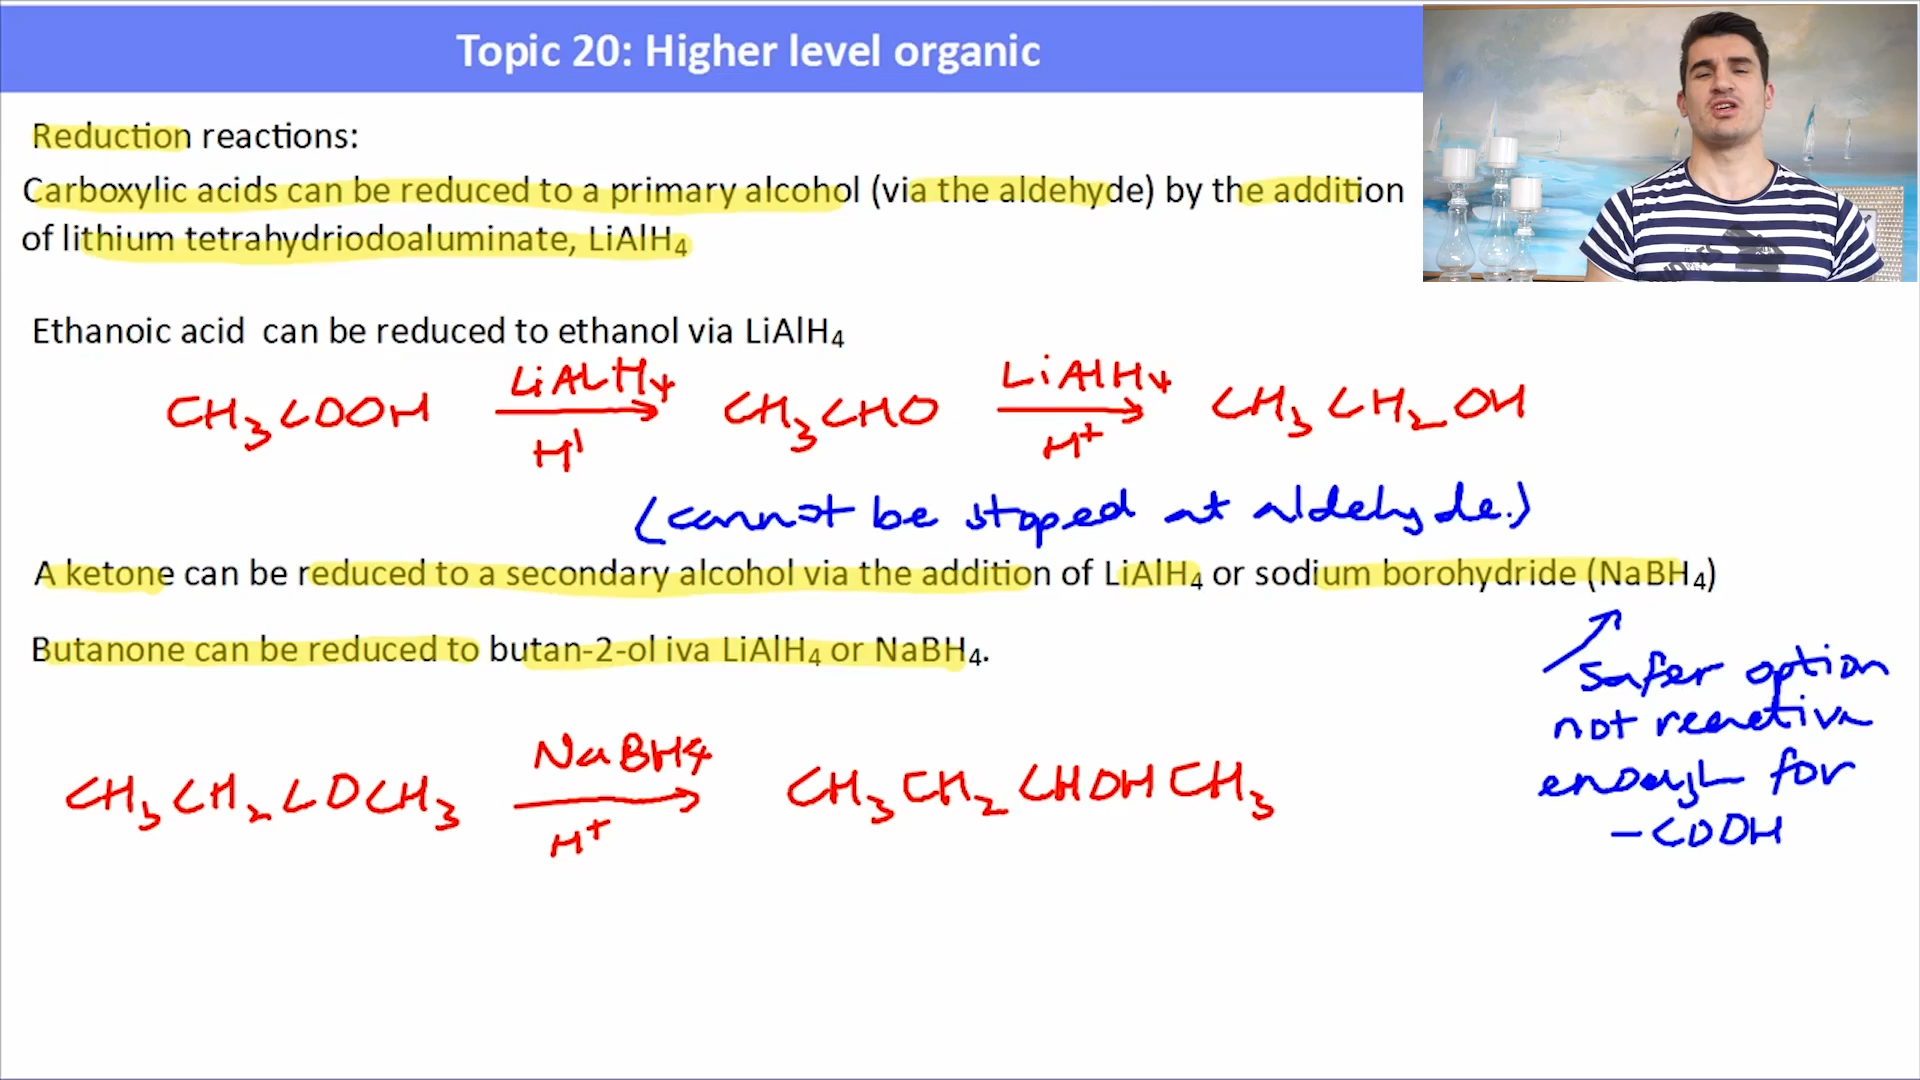 Topic 20: Higher level organic
Reduction reactions:
Carboxylic acids can be reduced to a primary alcohol (via the aldehyde) by the addition
of lithium tetrahydriodoaluminate, LiAlH₄
Ethanoic acid can be reduced to ethanol via LiAlH₄
CH₃COOH LiAlH₄ H⁺ CH₃CHO LiAlH₄ H⁺ CH₃CH₂OH
(cannot be stoped at aldehyde.)
A ketone can be reduced to a secondary alcohol via the addition of LiAlH₄ or sodium borohydride (NaBH₄)
Butanone can be reduced to butan-2-ol iva LiAlH₄ or NaBH₄.
safer option
not reactive
enough for
-COOH
CH₃CH₂COCH₃ NaBH4 H⁺ CH₃CH₂CHOHCH₃